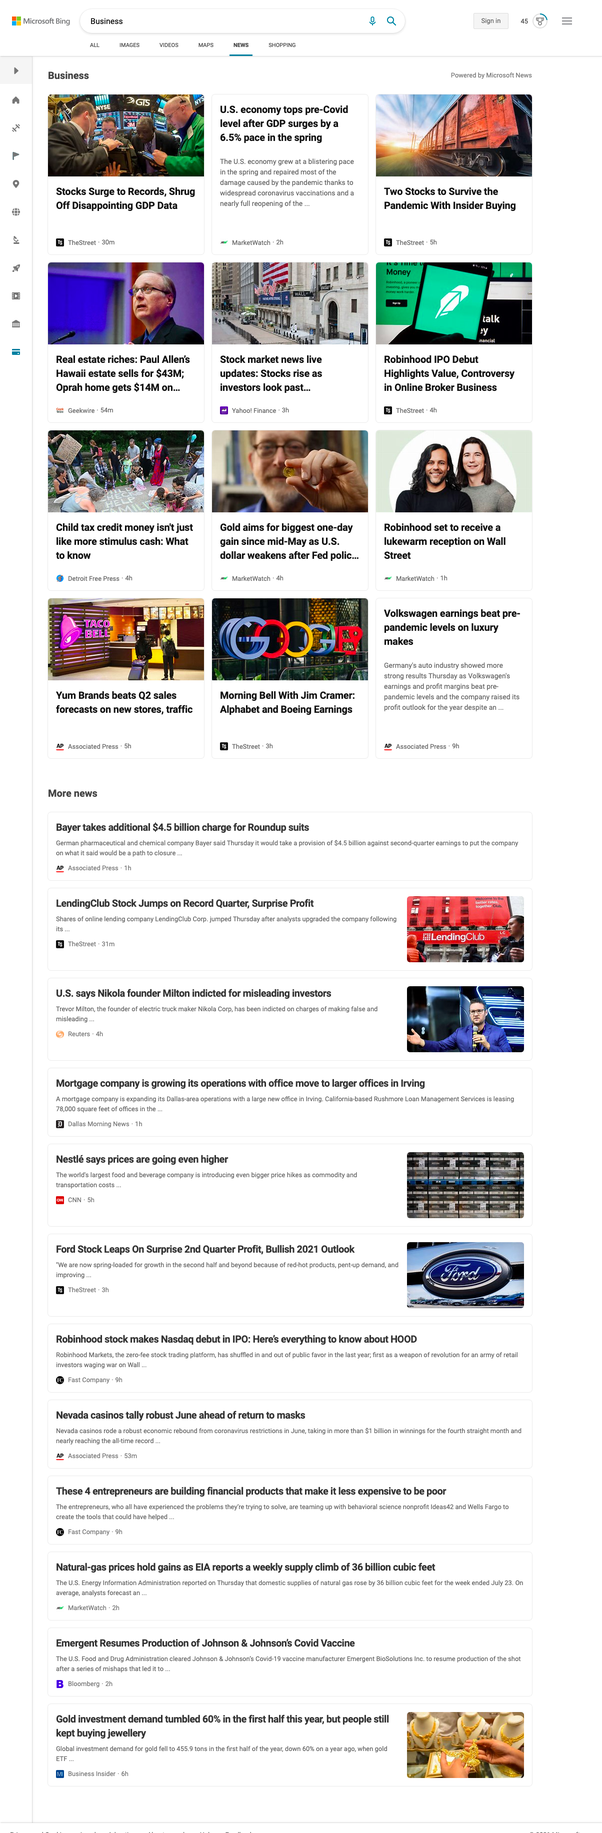 Microsoft Bing
Business
Sign in
45
ALL
IMAGES
VIDEOS
MAPS
NEWS
SHOPPING
Business
Powered by Microsoft News
Stocks Surge to Records, Shrug
Off Disappointing GDP Data
TheStreet · 30m
U.S. economy tops pre-Covid
level after GDP surges by a
6.5% pace in the spring
The U.S. economy grew at a blistering pace
in the spring and repaired most of the
damage caused by the pandemic thanks to
widespread coronavirus vaccinations and a
nearly full reopening of the ...
MarketWatch · 2h
Two Stocks to Survive the
Pandemic With Insider Buying
TheStreet · 5h
Real estate riches: Paul Allen's
Hawaii estate sells for $43M;
Oprah home gets $14M on...
Geekwire · 54m
Stock market news live
updates: Stocks rise as
investors look past...
Yahoo! Finance · 3h
Money
talk
Robinhood IPO Debut
Highlights Value, Controversy
in Online Broker Business
TheStreet · 4h
Child tax credit money isn't just
like more stimulus cash: What
to know
Detroit Free Press · 4h
Gold aims for biggest one-day
gain since mid-May as U.S.
dollar weakens after Fed polic...
MarketWatch · 4h
Robinhood set to receive a
lukewarm reception on Wall
Street
MarketWatch · 1h
TACO
BELL
Yum Brands beats Q2 sales
forecasts on new stores, traffic
AP Associated Press · 5h
Google
Morning Bell With Jim Cramer:
Alphabet and Boeing Earnings
TheStreet · 3h
Volkswagen earnings beat pre-
pandemic levels on luxury
makes
Germany's auto industry showed more
strong results Thursday as Volkswagen's
earnings and profit margins beat pre-
pandemic levels and the company raised its
profit outlook for the year despite an ...
AP Associated Press · 9h
More news
Bayer takes additional $4.5 billion charge for Roundup suits
German pharmaceutical and chemical company Bayer said Thursday it would take a provision of $4.5 billion against second-quarter earnings to put the company
on what it said would be a path to closure ...
AP Associated Press · 1h
LendingClub Stock Jumps on Record Quarter, Surprise Profit
Shares of online lending company LendingClub Corp. jumped Thursday after analysts upgraded the company following
its ...
TheStreet · 31m
LendingClub
U.S. says Nikola founder Milton indicted for misleading investors
Trevor Milton, the founder of electric truck maker Nikola Corp, has been indicted on charges of making false and
misleading ...
Reuters · 4h
Mortgage company is growing its operations with office move to larger offices in Irving
A mortgage company is expanding its Dallas-area operations with a large new office in Irving. California-based Rushmore Loan Management Services is leasing
78,000 square feet of offices in the ...
Dallas Morning News · 1h
Nestlé says prices are going even higher
The world's largest food and beverage company is introducing even bigger price hikes as commodity and
transportation costs ...
CNN · 5h
Ford Stock Leaps On Surprise 2nd Quarter Profit, Bullish 2021 Outlook
"We are now spring-loaded for growth in the second half and beyond because of red-hot products, pent-up demand, and
improving ...
TheStreet · 3h
Ford
Robinhood stock makes Nasdaq debut in IPO: Here's everything to know about HOOD
Robinhood Markets, the zero-fee stock trading platform, has shuffled in and out of public favor in the last year; first as a weapon of revolution for an army of retail
investors waging war on Wall ...
Fast Company · 9h
Nevada casinos tally robust June ahead of return to masks
Nevada casinos rode a robust economic rebound from coronavirus restrictions in June, taking in more than $1 billion in winnings for the fourth straight month and
nearly reaching the all-time record ...
AP Associated Press · 53m
These 4 entrepreneurs are building financial products that make it less expensive to be poor
The entrepreneurs, who all have experienced the problems they're trying to solve, are teaming up with behavioral science nonprofit Ideas42 and Wells Fargo to
create the tools that could have helped ...
Fast Company · 9h
Natural-gas prices hold gains as EIA reports a weekly supply climb of 36 billion cubic feet
The U.S. Energy Information Administration reported on Thursday that domestic supplies of natural gas rose by 36 billion cubic feet for the week ended July 23. On
average, analysts forecast an ...
MarketWatch · 2h
Emergent Resumes Production of Johnson & Johnson's Covid Vaccine
The U.S. Food and Drug Administration cleared Johnson & Johnson's Covid-19 vaccine manufacturer Emergent BioSolutions Inc. to resume production of the shot
after a series of mishaps that led it to ...
Bloomberg · 2h
Gold investment demand tumbled 60% in the first half this year, but people still
kept buying jewellery
Global investment demand for gold fell to 455.9 tons in the first half of the year, down 60% on a year ago, when gold
ETF ...
Business Insider · 6h